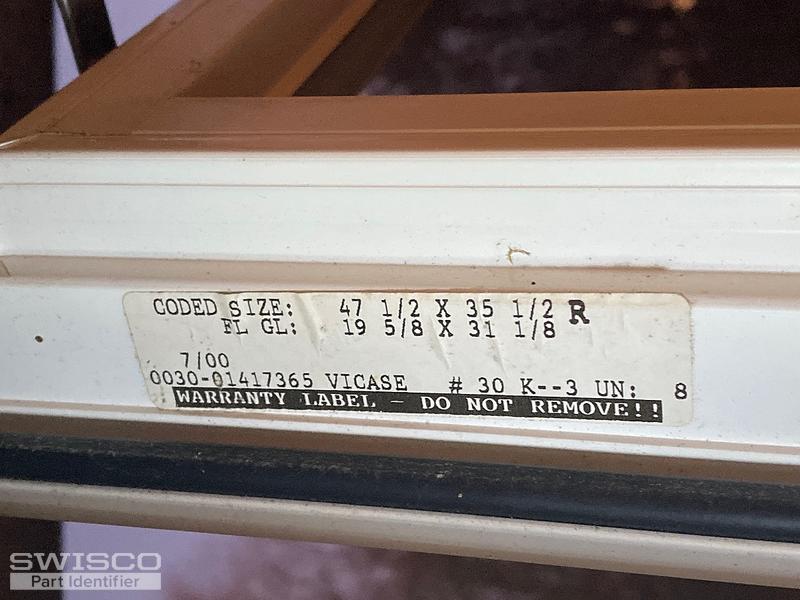 CODED SIZE: 47 1/2 X 35 1/2 R
FL GL: 19 5/8 X 31 1/8
7/00
0030-01417365 VICASE # 30 K--3 UN: 8
WARRANTY LABEL - DO NOT REMOVE!!
SWISCO
Part Identifier